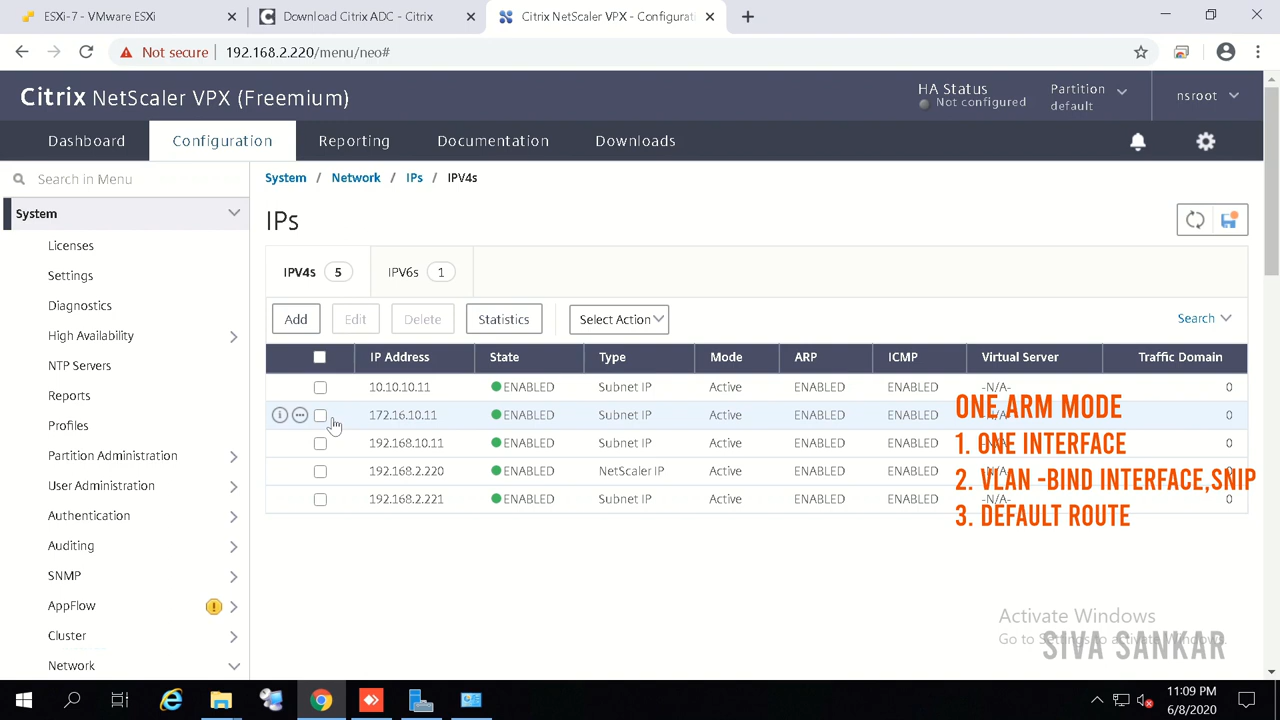 ESXi-7 - VMware ESXi
Download Citrix ADC - Citrix
Citrix NetScaler VPX - Configurati
Not secure
192.168.2.220/menu/neo#
Citrix NetScaler VPX (Freemium)
HA Status
Not configured
Partition
default
nsroot
Dashboard
Configuration
Reporting
Documentation
Downloads
Search in Menu
System
Licenses
Settings
Diagnostics
High Availability
NTP Servers
Reports
Profiles
Partition Administration
User Administration
Authentication
Auditing
SNMP
AppFlow
Cluster
Network
System / Network / IPs / IPV4s
IPs
IPV4s 5
IPV6s 1
Add
Edit
Delete
Statistics
Select Action
Search
IP Address State Type Mode ARP ICMP Virtual Server Traffic Domain
10.10.10.11 ENABLED Subnet IP Active ENABLED ENABLED -N/A- 0
172.16.10.11 ENABLED Subnet IP Active ENABLED ENABLED -N/A- 0
192.168.10.11 ENABLED Subnet IP Active ENABLED ENABLED -N/A- 0
192.168.2.220 ENABLED NetScaler IP Active ENABLED ENABLED -N/A- 0
192.168.2.221 ENABLED Subnet IP Active ENABLED ENABLED -N/A- 0
ONE ARM MODE
1. ONE INTERFACE
2. VLAN -BIND INTERFACE,SNIP
3. DEFAULT ROUTE
Activate Windows
Go to Settings to activate Windows.
SIVA SANKAR
11:09 PM
6/8/2020